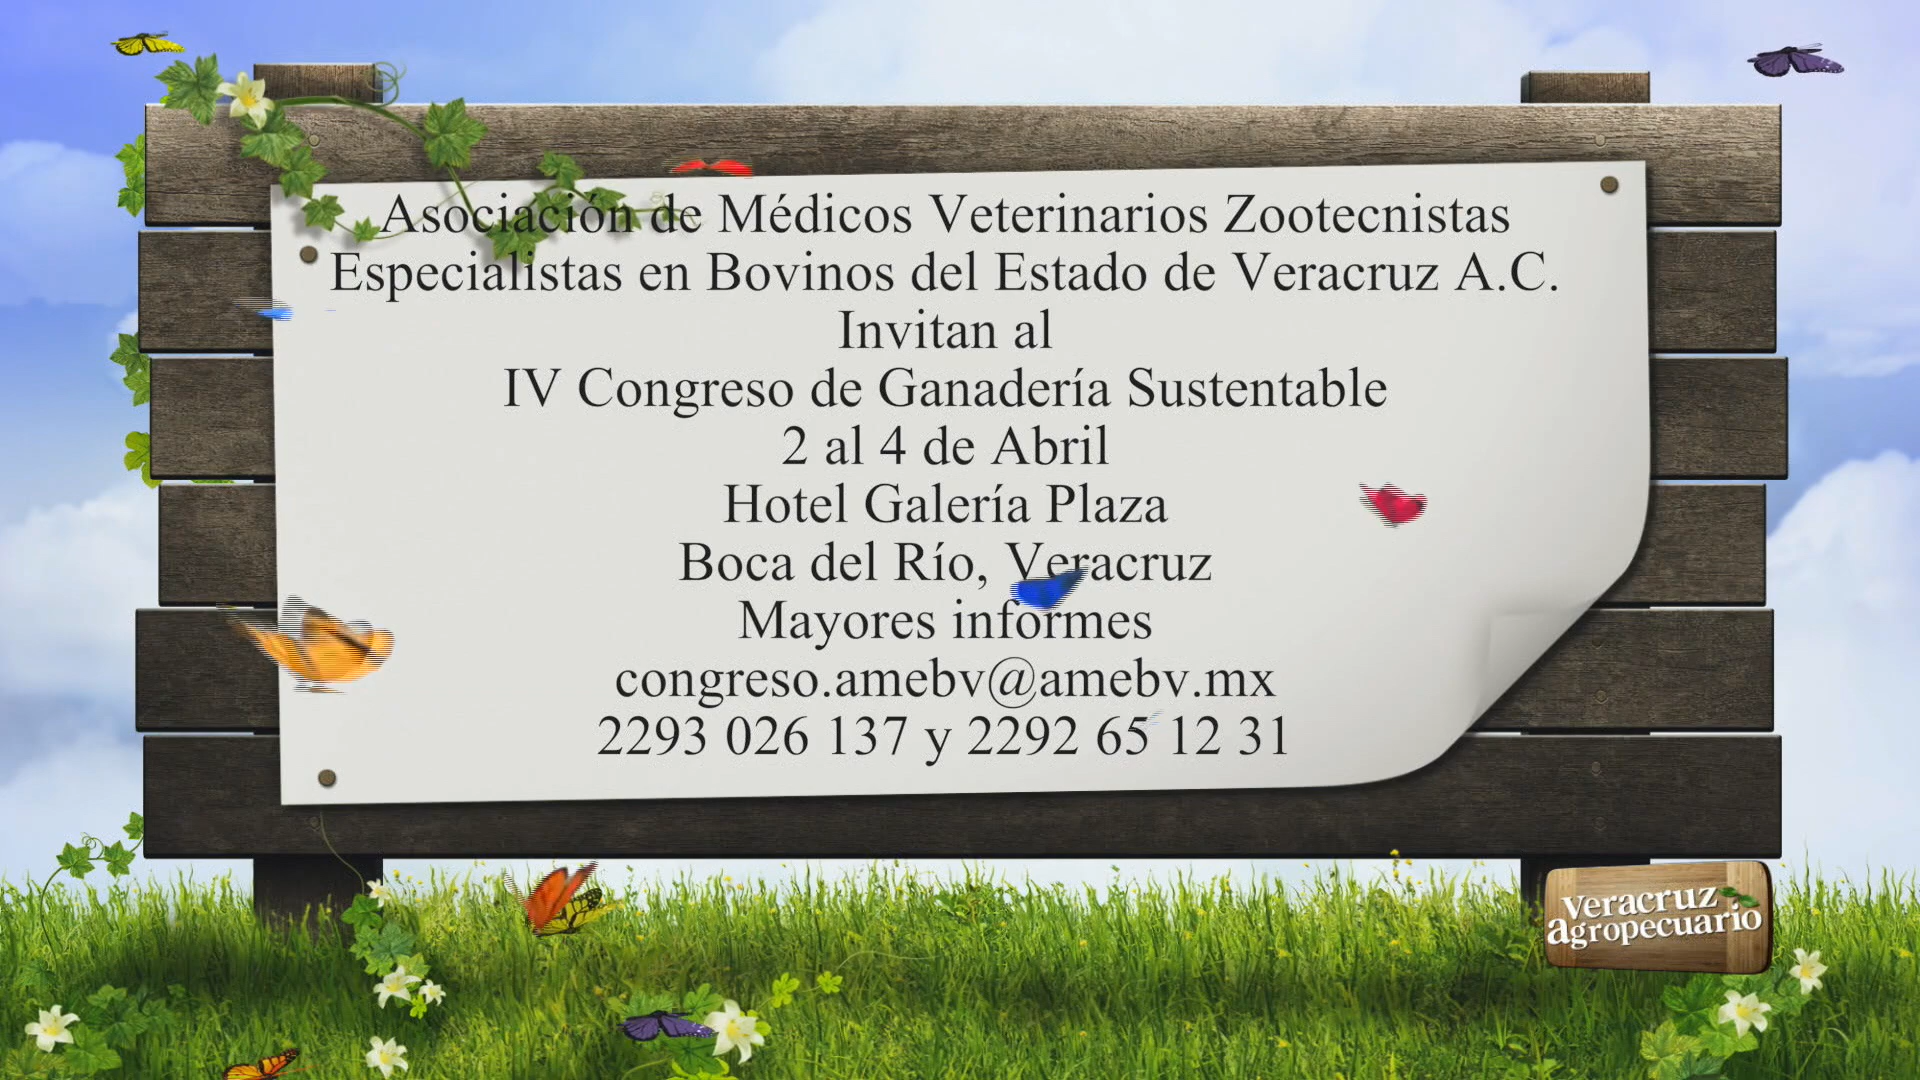 Asociación de Médicos Veterinarios Zootecnistas
Especialistas en Bovinos del Estado de Veracruz A.C.
Invitan al
IV Congreso de Ganadería Sustentable
2 al 4 de Abril
Hotel Galería Plaza
Boca del Río, Veracruz
Mayores informes
congreso.amebv@amebv.mx
2293 026 137 y 2292 65 12 31
veracruz
agropecuario